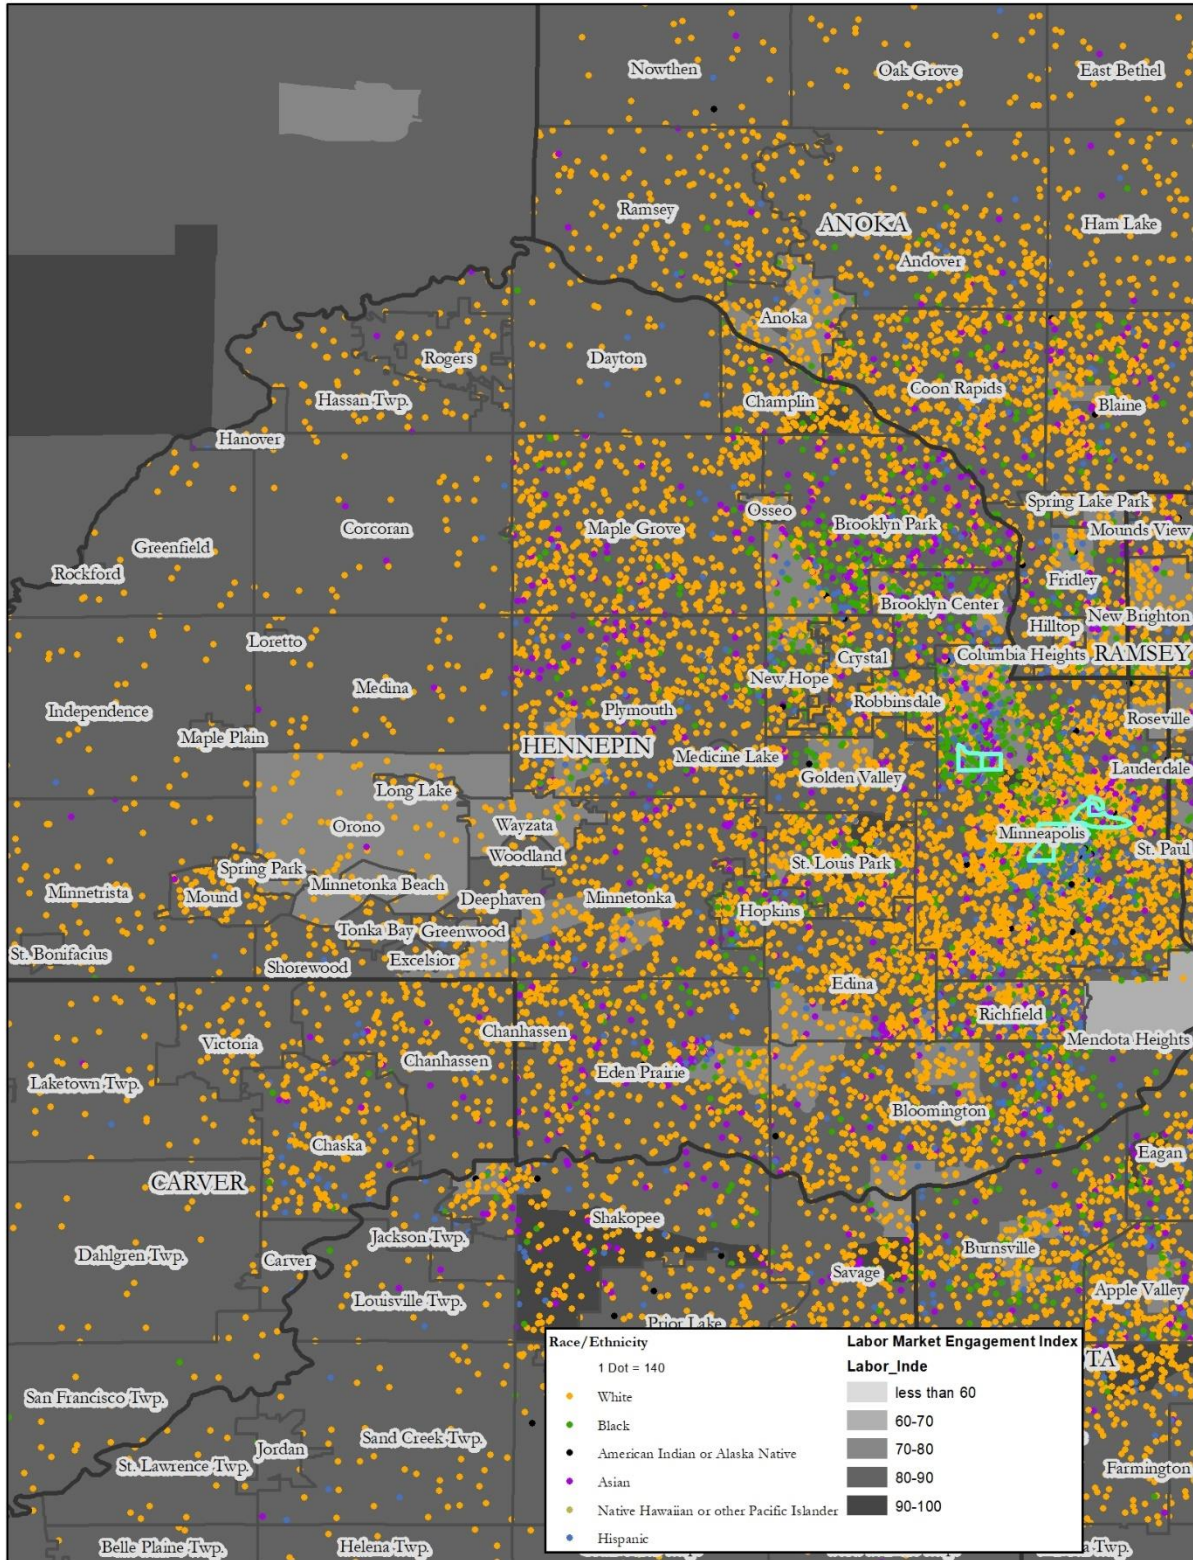 Nowthen
Oak Grove
East Bethel
Ramsey
ANOKA
Ham Lake
Andover
Anoka
Rogers
Dayton
Coon Rapids
Hassan Twp.
Champlin
Blaine
Hanover
Spring Lake Park
Osseo
Corcoran
Maple Grove
Brooklyn Park
Mounds View
Greenfield
Rockford
Fridley
Brooklyn Center
New Brighton
Hilltop
Loretto
Crystal
Columbia Heights
RAMSEY
New Hope
Medina
Robbinsdale
Independence
Plymouth
Roseville
Maple Plain
HENNEPIN
Medicine Lake
Lauderdale
Golden Valley
Long Lake
Orono
Wayzata
Minneapolis
St. Paul
Woodland
St. Louis Park
Spring Park
Minnetrista
Mound
Minnetonka Beach
Deephaven
Minnetonka
Hopkins
Tonka Bay
Greenwood
St. Bonifacius
Excelsior
Shorewood
Edina
Richfield
Chanhassen
Mendota Heights
Victoria
Chanhassen
Eden Prairie
Laketown Twp.
Bloomington
Chaska
Eagan
CARVER
Shakopee
Jackson Twp.
Dahlgren Twp.
Carver
Burnsville
Savage
Louisville Twp.
Apple Valley
Prior Lake
TA
San Francisco Twp.
Sand Creek Twp.
Jordan
St. Lawrence Twp.
Farmington
Belle Plaine Twp.
Helena Twp.
Twp.
Race/Ethnicity
1 Dot = 140
White
Black
American Indian or Alaska Native
Asian
Native Hawaiian or other Pacific Islander
Hispanic
Labor Market Engagement Index
Labor_Inde
less than 60
60-70
70-80
80-90
90-100